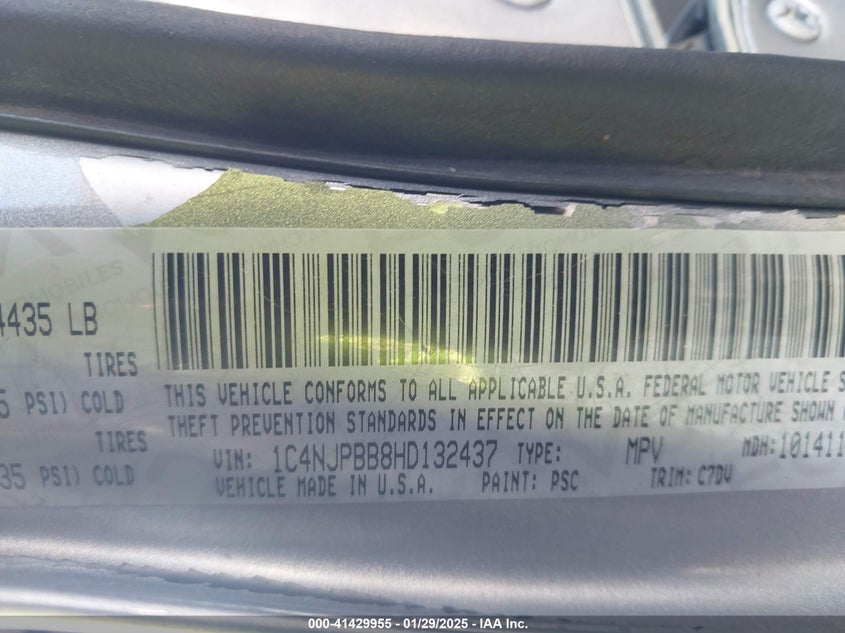 4435 LB
TIRES
5 PSI) COLD
TIRES
35 PSI) COLD
THIS VEHICLE CONFORMS TO ALL APPLICABLE U.S.A. FEDERAL MOTOR VEHICLE S
THEFT PREVENTION STANDARDS IN EFFECT ON THE DATE OF MANUFACTURE SHOWN
VIN: 1C4NJPBB8HD132437 TYPE: MPV MDH: 101411
VEHICLE MADE IN U.S.A. PAINT: PSC TRIM: C7DV
000-41429955 - 01/29/2025 - IAA Inc.